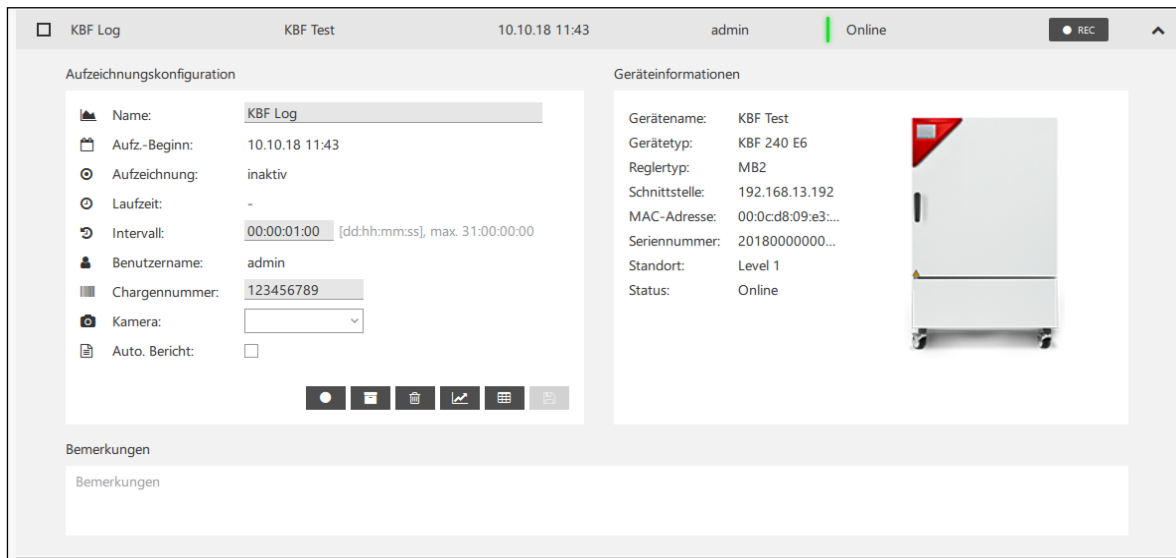 KBF Log KBF Test 10.10.18 11:43 admin Online REC
Aufzeichnungskonfiguration
Name: KBF Log
Aufz.-Beginn: 10.10.18 11:43
Aufzeichnung: inaktiv
Laufzeit: -
Intervall: 00:00:01:00 [dd:hh:mm:ss], max. 31:00:00:00
Benutzername: admin
Chargennummer: 123456789
Kamera:
Auto. Bericht:
Geräteinformationen
Gerätename: KBF Test
Gerätetyp: KBF 240 E6
Reglertyp: MB2
Schnittstelle: 192.168.13.192
MAC-Adresse: 00:0c:d8:09:e3:...
Seriennummer: 20180000000...
Standort: Level 1
Status: Online
Bemerkungen
Bemerkungen